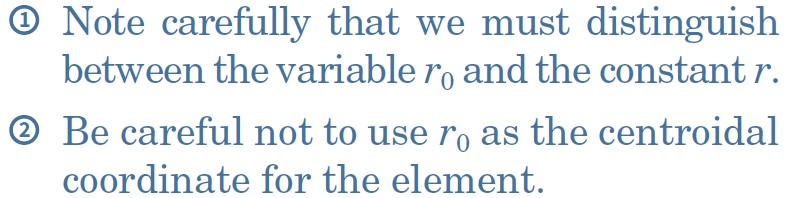 ① Note carefully that we must distinguish
between the variable r₀ and the constant r.
② Be careful not to use r₀ as the centroidal
coordinate for the element.